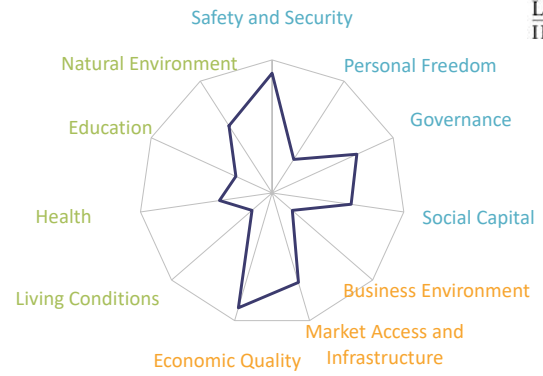 Safety and Security
Natural Environment
Personal Freedom
Education
Governance
Health
Social Capital
Living Conditions
Business Environment
Market Access and
Infrastructure
Economic Quality